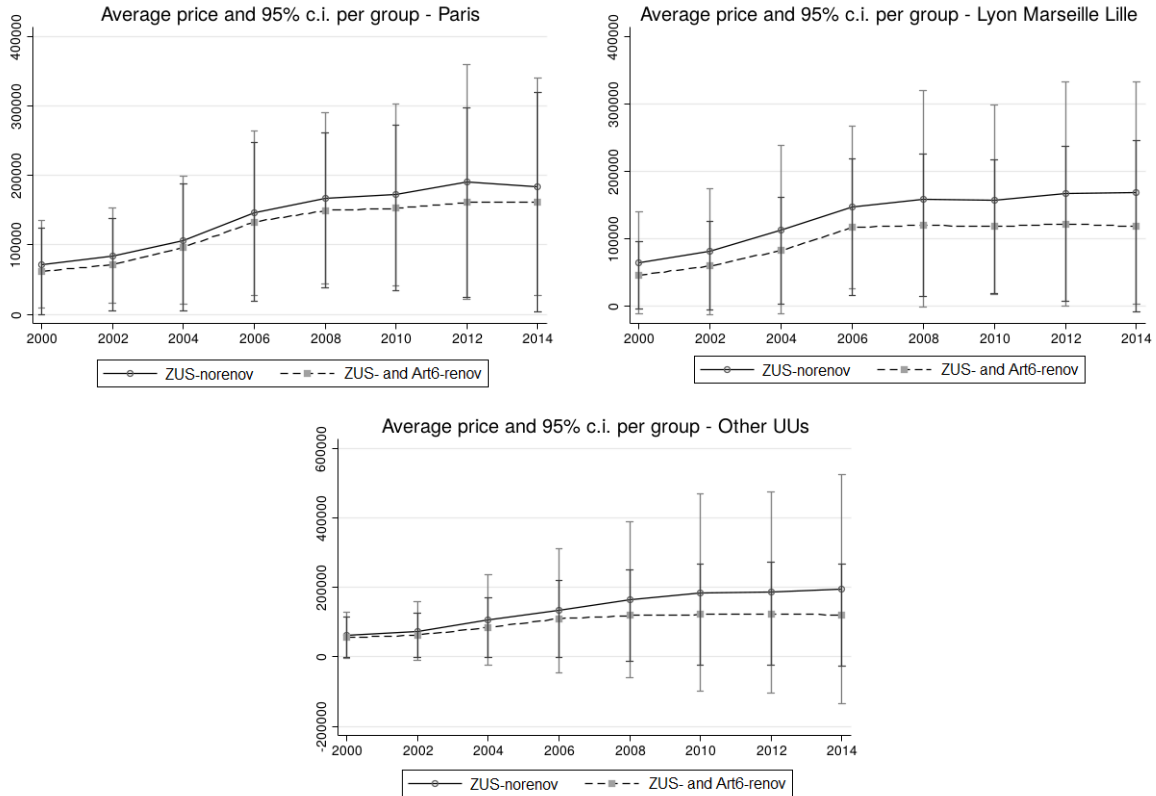 Average price and 95% c.i. per group - Paris
400000
300000
200000
100000
0
2000 2002 2004 2006 2008 2010 2012 2014
ZUS-norenov ZUS- and Art6-renov
Average price and 95% c.i. per group - Lyon Marseille Lille
400000
300000
200000
100000
0
2000 2002 2004 2006 2008 2010 2012 2014
ZUS-norenov ZUS- and Art6-renov
Average price and 95% c.i. per group - Other UUs
600000
400000
200000
0
-200000
2000 2002 2004 2006 2008 2010 2012 2014
ZUS-norenov ZUS- and Art6-renov